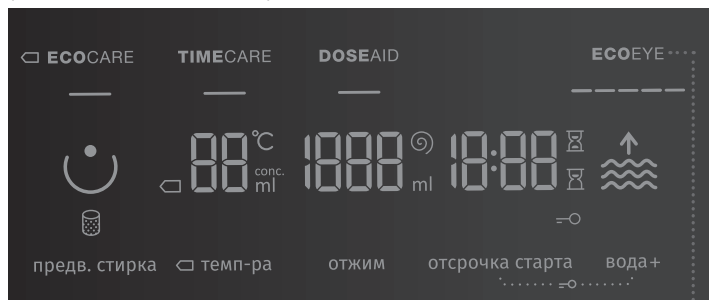 ECOCARE TIMECARE DOSEAID ECOEYE
88 °C conc. ml 1888 ml 18:88
предв. стирка темп-ра отжим отсрочка старта вода+